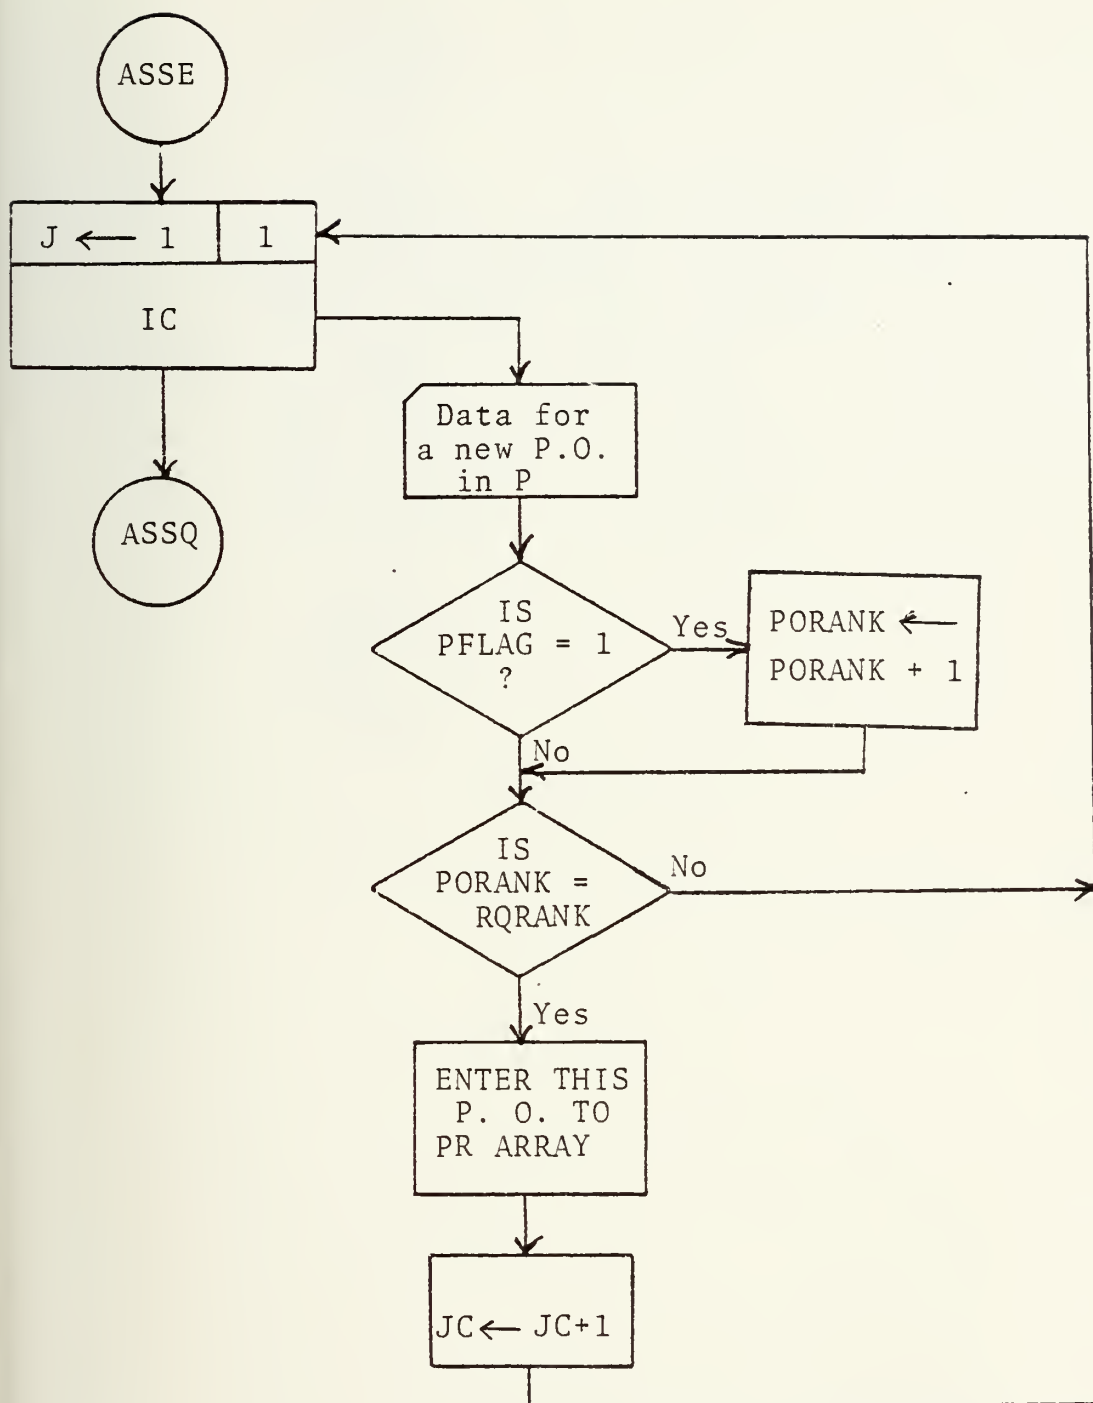 ASSE
J ← 1
1
IC
ASSQ
Data for
a new P.O.
in P
IS
PFLAG = 1
?
Yes
PORANK ←
PORANK + 1
No
IS
PORANK =
RQRANK
No
Yes
ENTER THIS
P. O. TO
PR ARRAY
JC ← JC+1